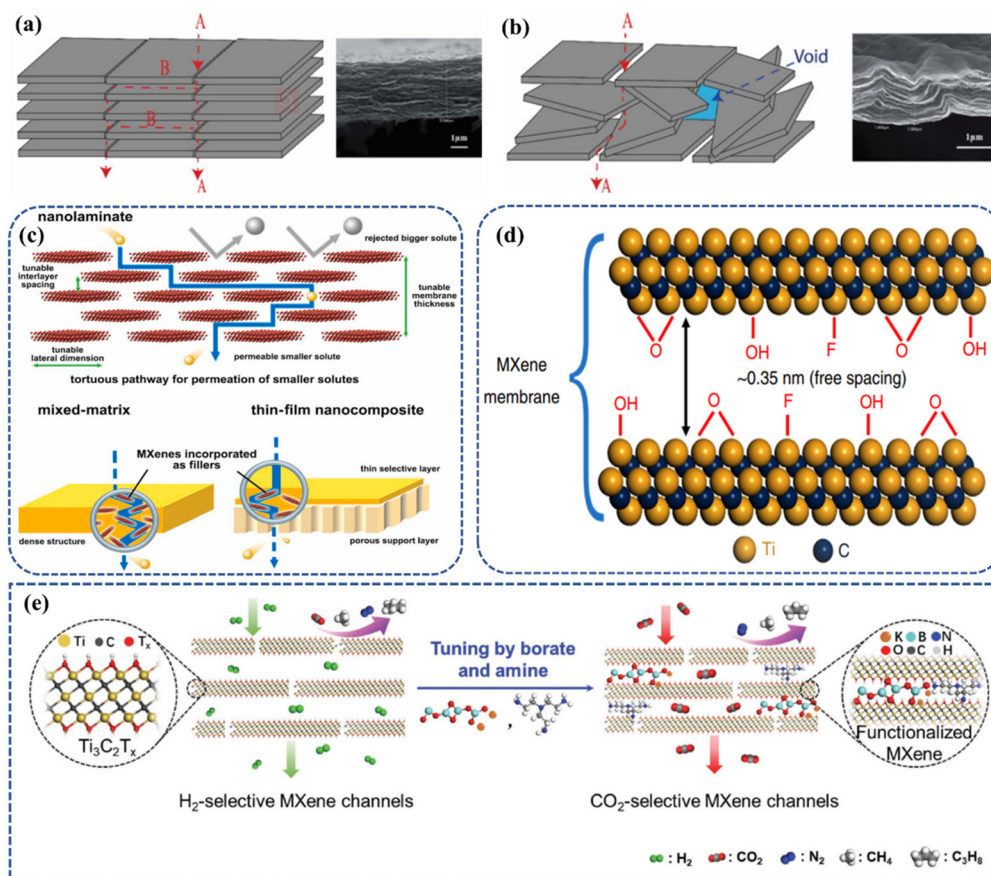 (a)
A
B
B
A
1μm
(b)
A
Void
A
1μm
(c)
nanolaminate
rejected bigger solute
tunable
interlayer
spacing
tunable
membrane
thickness
tunable
lateral dimension
permeable smaller solute
tortuous pathway for permeation of smaller solutes
mixed-matrix
thin-film nanocomposite
MXenes incorporated
as fillers
thin selective layer
dense structure
porous support layer
(d)
MXene
membrane
O
OH
F
O
OH
~0.35 nm (free spacing)
OH
O
F
OH
O
Ti
C
(e)
Ti C Tₓ
Ti₃C₂Tₓ
H₂-selective MXene channels
Tuning by borate
and amine
,
CO₂-selective MXene channels
K B N
O C H
Functionalized
MXene
: H₂ : CO₂ : N₂ : CH₄ : C₃H₈